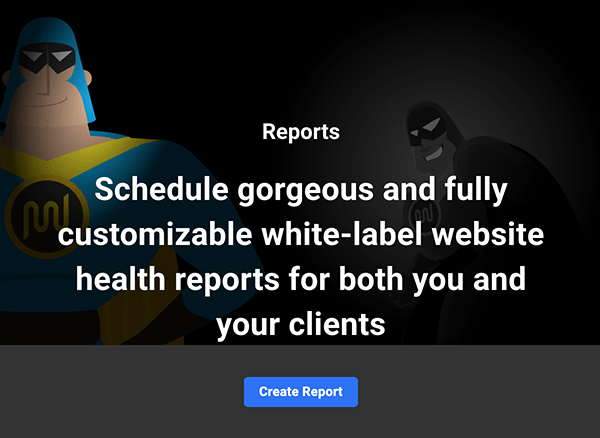 Reports
Schedule gorgeous and fully
customizable white-label website
health reports for both you and
your clients
Create Report